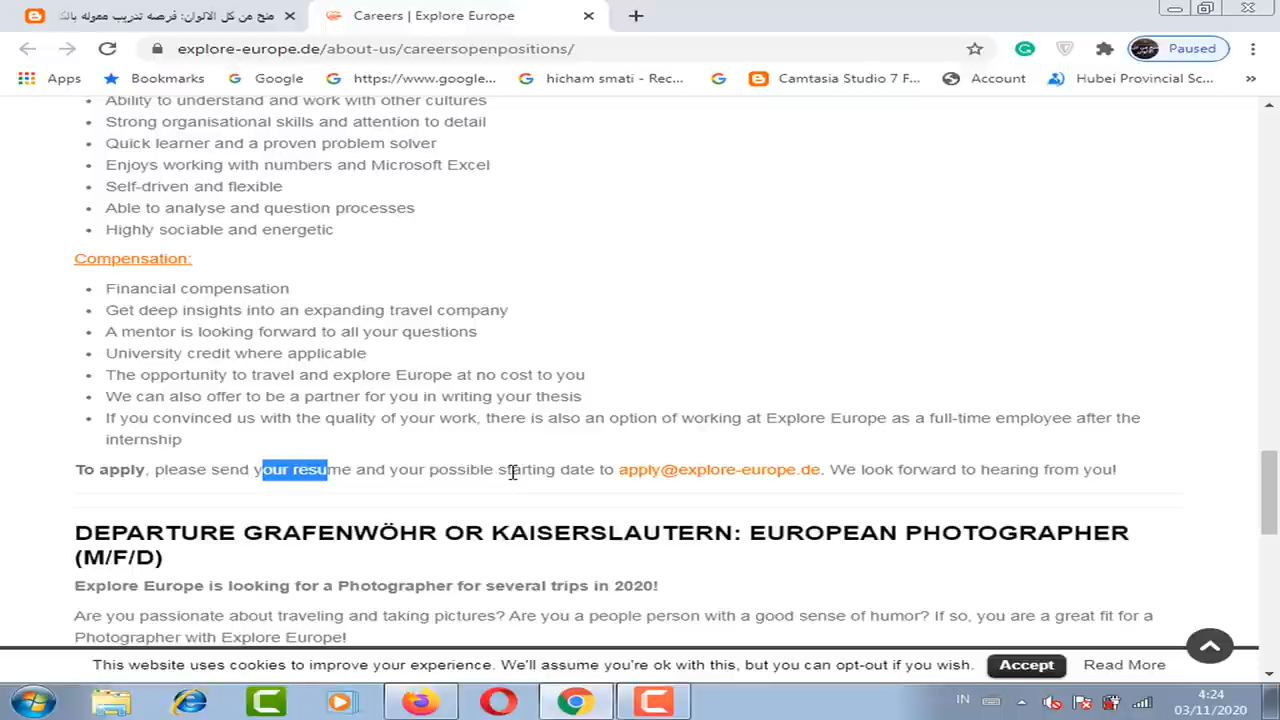 منح من كل الالوان: فرصه تدريب ممولة بالك
Careers | Explore Europe
explore-europe.de/about-us/careersopenpositions/
Paused
Apps
Bookmarks
Google
https://www.google...
hicham smati - Rec...
Camtasia Studio 7 F...
Account
Hubei Provincial Sc...
»
Ability to understand and work with other cultures
Strong organisational skills and attention to detail
Quick learner and a proven problem solver
Enjoys working with numbers and Microsoft Excel
Self-driven and flexible
Able to analyse and question processes
Highly sociable and energetic
Compensation:
Financial compensation
Get deep insights into an expanding travel company
A mentor is looking forward to all your questions
University credit where applicable
The opportunity to travel and explore Europe at no cost to you
We can also offer to be a partner for you in writing your thesis
If you convinced us with the quality of your work, there is also an option of working at Explore Europe as a full-time employee after the
internship
To apply, please send your resume and your possible starting date to apply@explore-europe.de. We look forward to hearing from you!
DEPARTURE GRAFENWÖHR OR KAISERSLAUTERN: EUROPEAN PHOTOGRAPHER
(M/F/D)
Explore Europe is looking for a Photographer for several trips in 2020!
Are you passionate about traveling and taking pictures? Are you a people person with a good sense of humor? If so, you are a great fit for a
Photographer with Explore Europe!
This website uses cookies to improve your experience. We'll assume you're ok with this, but you can opt-out if you wish.
Accept
Read More
IN
4:24
03/11/2020